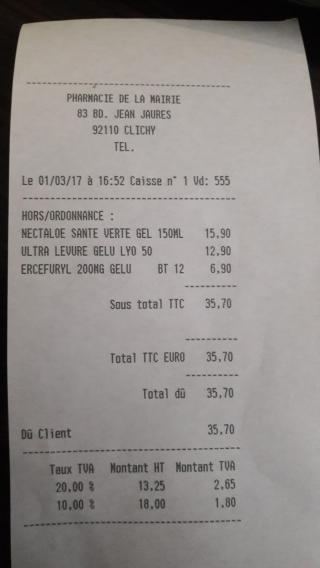 PHARMACIE DE LA MAIRIE
83 BD. JEAN JAURES
92110 CLICHY
TEL.
Le 01/03/17 à 16:52 Caisse n° 1 Vd: 555
HORS/ORDONNANCE :
NECTALOE SANTE VERTE GEL 150ML 15,90
ULTRA LEVURE GELU LYO 50 12,90
ERCEFURYL 200MG GELU BT 12 6,90
Sous total TTC 35,70
Total TTC EURO 35,70
Total dû 35,70
Dû Client 35,70
Taux TVA Montant HT Montant TVA
20,00 % 13,25 2,65
10,00 % 18,00 1,80